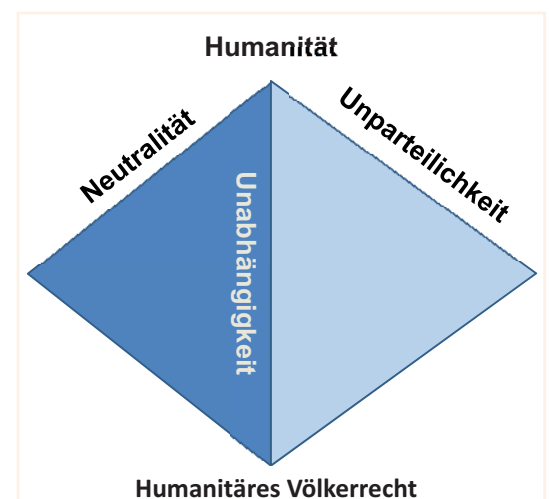 Humanität
Neutralität
Unparteilichkeit
Unabhängigkeit
Humanitäres Völkerrecht